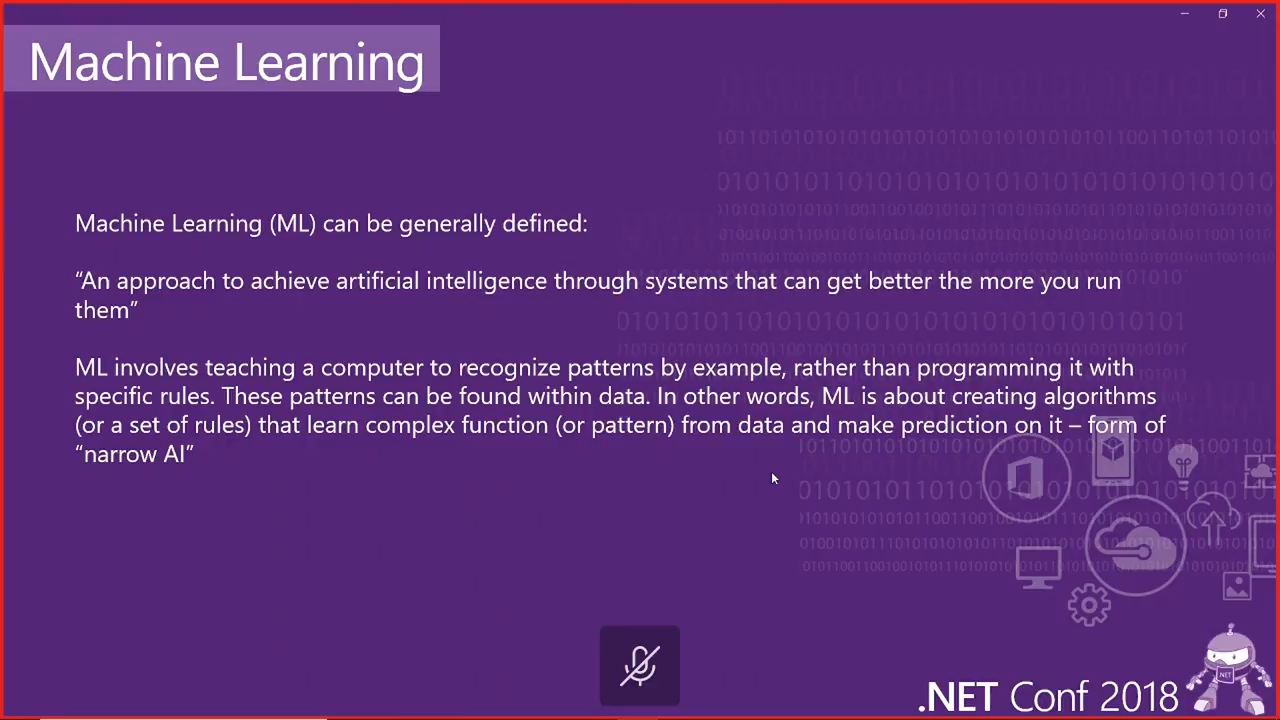 Machine Learning
Machine Learning (ML) can be generally defined:
“An approach to achieve artificial intelligence through systems that can get better the more you run
them”
ML involves teaching a computer to recognize patterns by example, rather than programming it with
specific rules. These patterns can be found within data. In other words, ML is about creating algorithms
(or a set of rules) that learn complex function (or pattern) from data and make prediction on it – form of
“narrow AI”
.NET Conf 2018
.NET